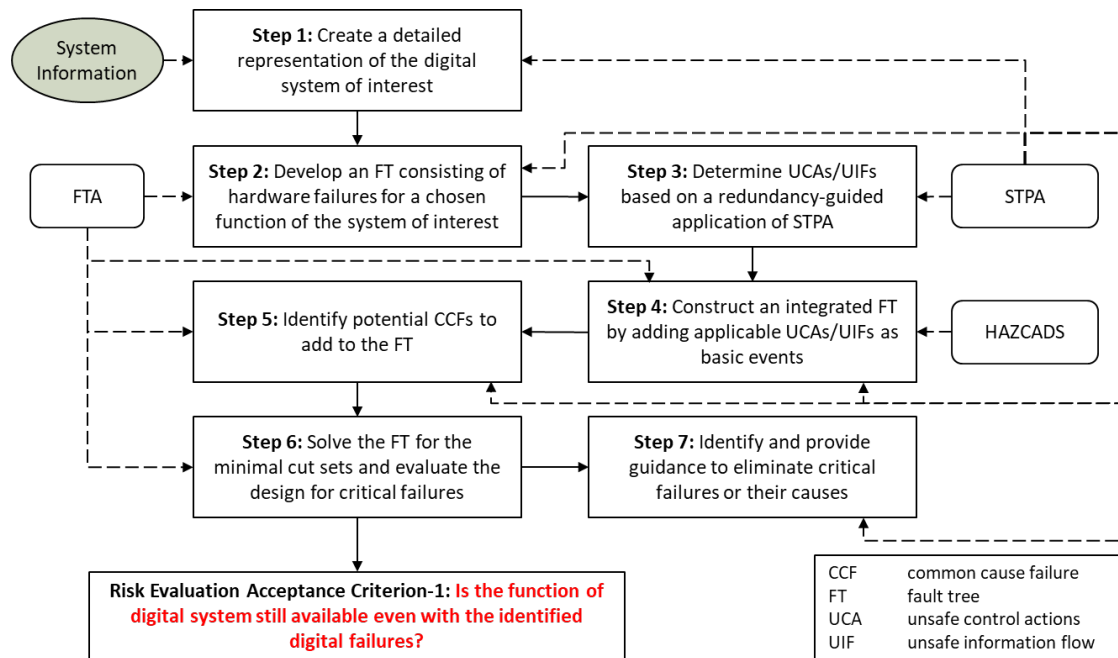 System
Information
Step 1: Create a detailed
representation of the digital
system of interest
FTA
Step 2: Develop an FT consisting of
hardware failures for a chosen
function of the system of interest
Step 3: Determine UCAs/UIFs
based on a redundancy-guided
application of STPA
STPA
Step 5: Identify potential CCFs to
add to the FT
Step 4: Construct an integrated FT
by adding applicable UCAs/UIFs as
basic events
HAZCADS
Step 6: Solve the FT for the
minimal cut sets and evaluate the
design for critical failures
Step 7: Identify and provide
guidance to eliminate critical
failures or their causes
Risk Evaluation Acceptance Criterion-1: Is the function of
digital system still available even with the identified
digital failures?
CCF common cause failure
FT fault tree
UCA unsafe control actions
UIF unsafe information flow